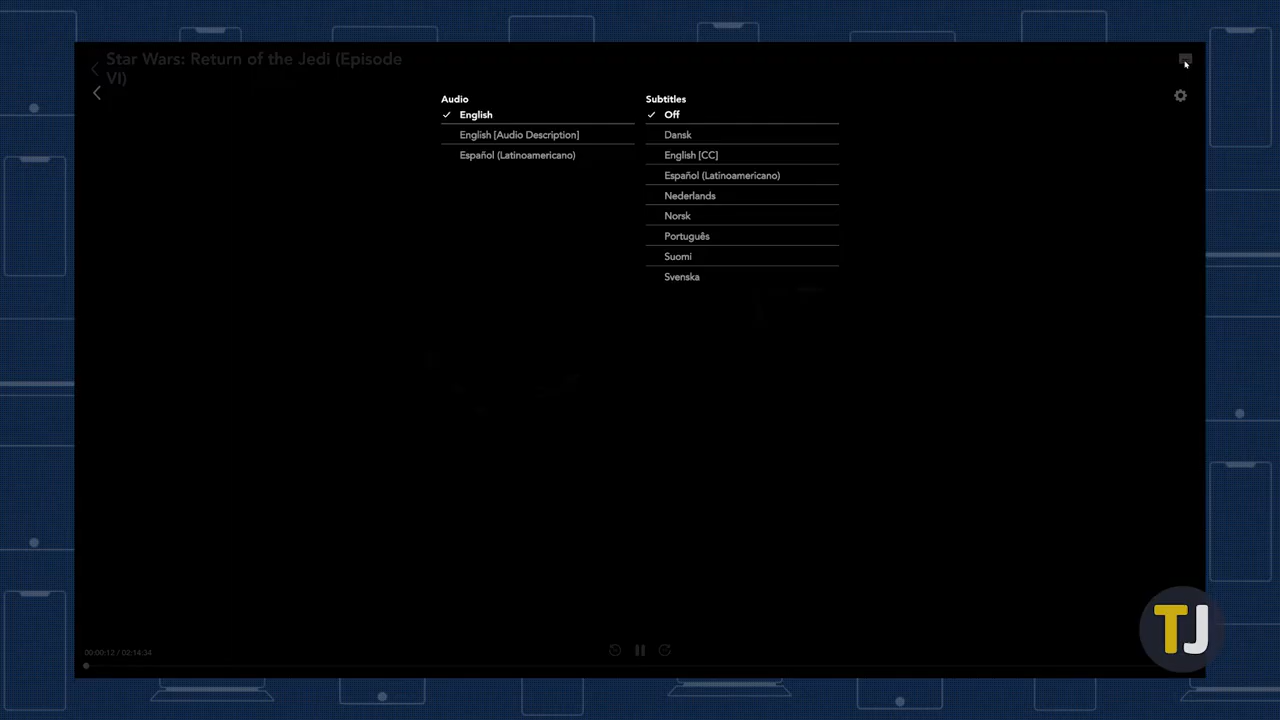 Star Wars: Return of the Jedi (Episode
VI)
Audio
English
English [Audio Description]
Español (Latinoamericano)
Subtitles
Off
Dansk
English [CC]
Español (Latinoamericano)
Nederlands
Norsk
Português
Suomi
Svenska
00:00:12 / 02:14:34
TJ